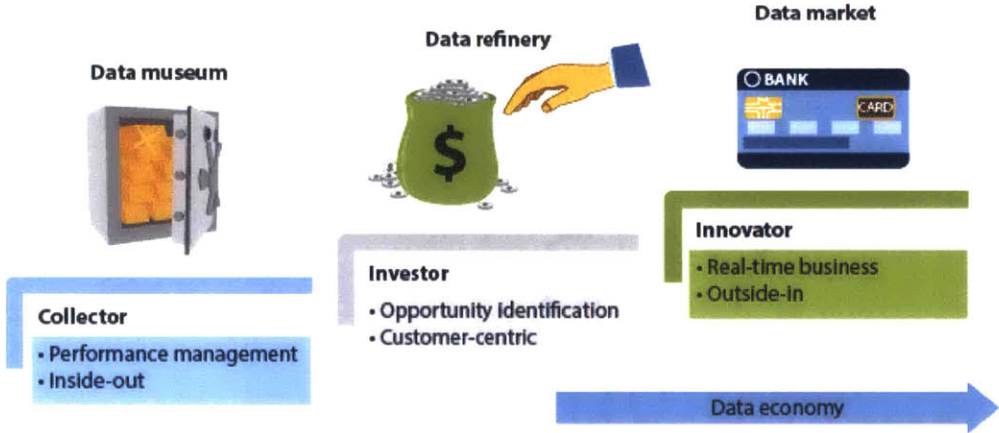 Data museum
Collector
• Performance management
• Inside-out
Data refinery
$
Investor
• Opportunity identification
• Customer-centric
Data market
BANK
CARD
Innovator
• Real-time business
• Outside-in
Data economy